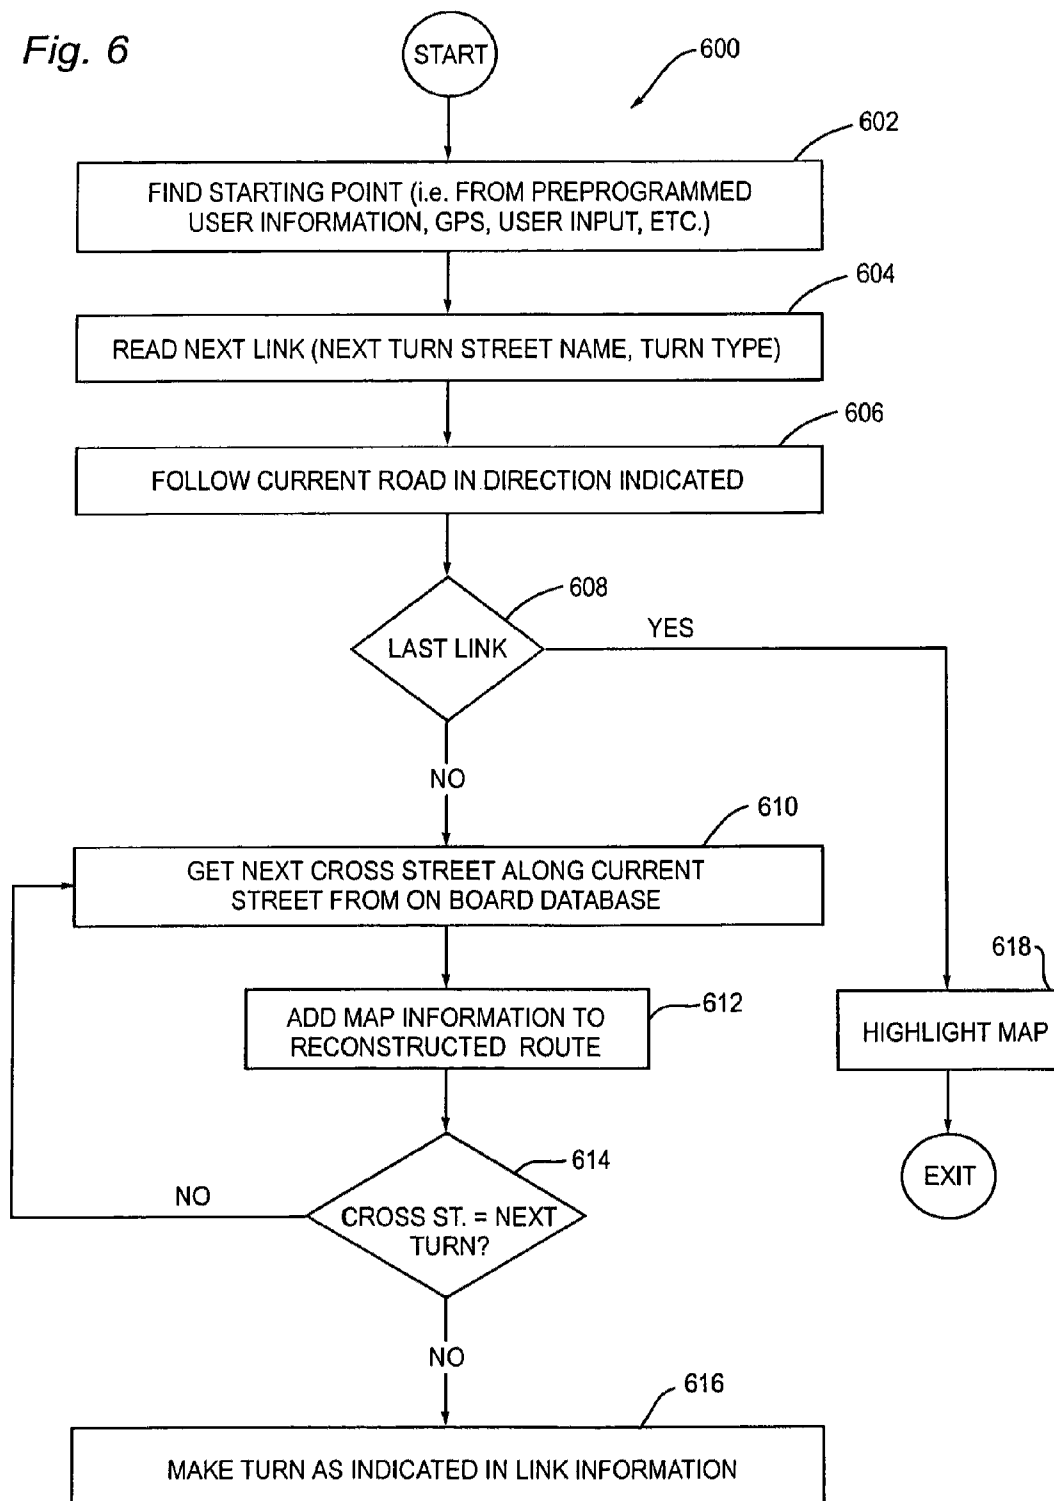 Fig. 6
START
600
602
FIND STARTING POINT (i.e. FROM PREPROGRAMMED
USER INFORMATION, GPS, USER INPUT, ETC.)
604
READ NEXT LINK (NEXT TURN STREET NAME, TURN TYPE)
606
FOLLOW CURRENT ROAD IN DIRECTION INDICATED
608
LAST LINK
YES
NO
610
GET NEXT CROSS STREET ALONG CURRENT
STREET FROM ON BOARD DATABASE
618
612
ADD MAP INFORMATION TO
RECONSTRUCTED ROUTE
HIGHLIGHT MAP
614
EXIT
NO
CROSS ST. = NEXT
TURN?
NO
616
MAKE TURN AS INDICATED IN LINK INFORMATION